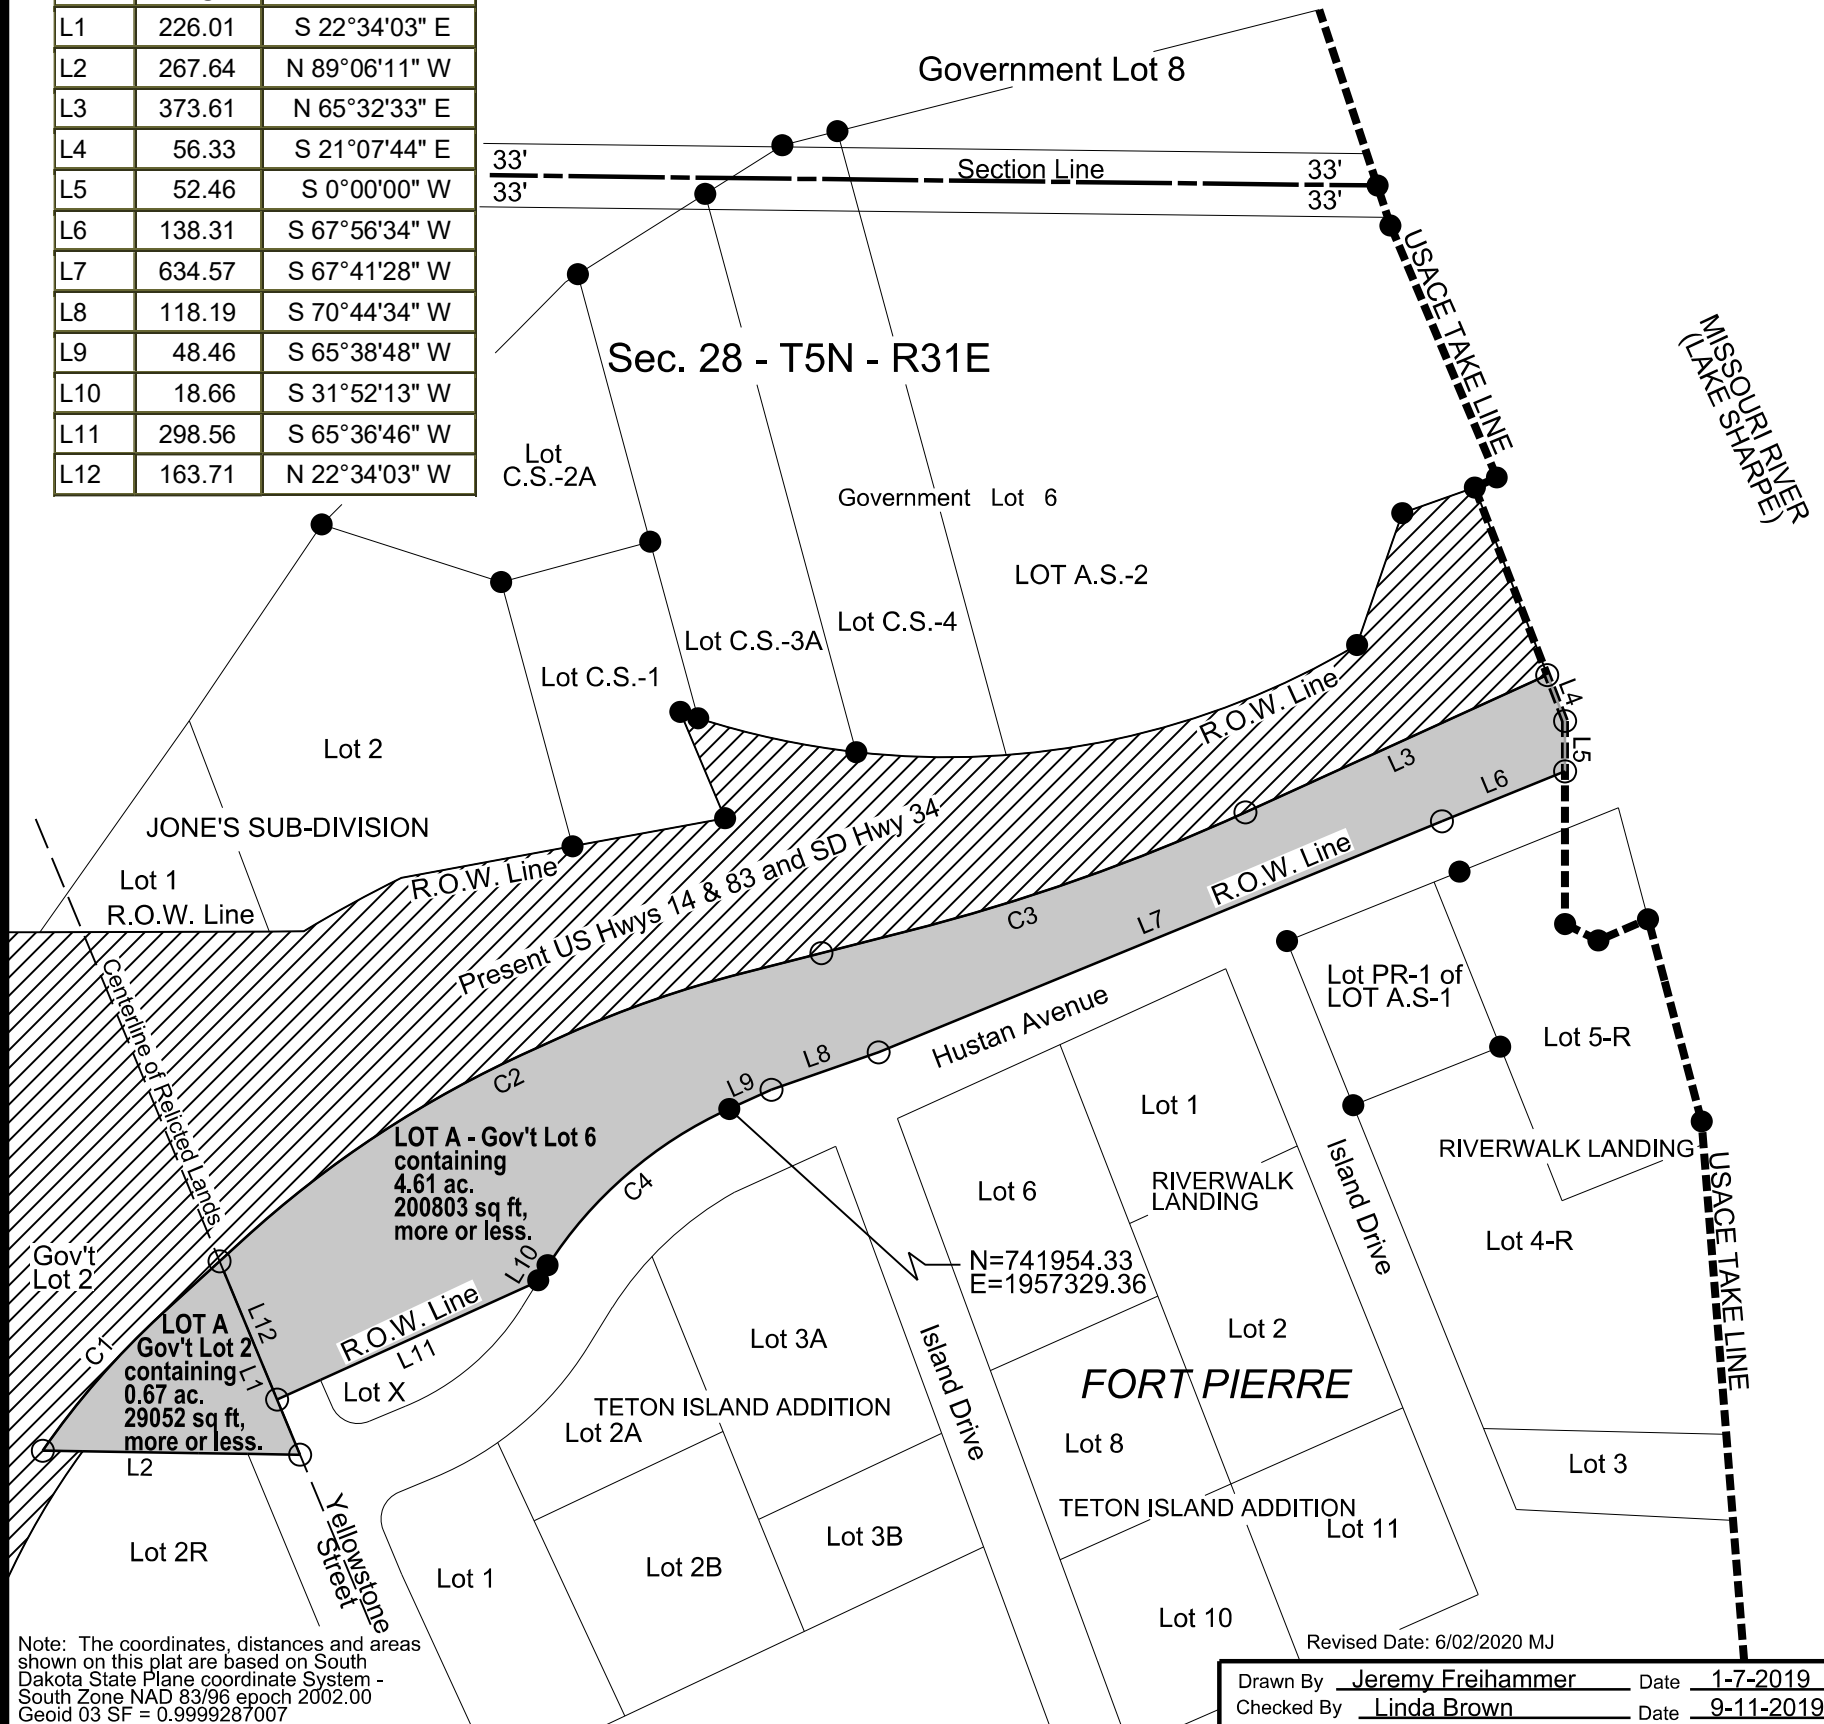 L1 226.01 S 22°34'03" E
L2 267.64 N 89°06'11" W
L3 373.61 N 65°32'33" E
L4 56.33 S 21°07'44" E
L5 52.46 S 0°00'00" W
L6 138.31 S 67°56'34" W
L7 634.57 S 67°41'28" W
L8 118.19 S 70°44'34" W
L9 48.46 S 65°38'48" W
L10 18.66 S 31°52'13" W
L11 298.56 S 65°36'46" W
L12 163.71 N 22°34'03" W
Government Lot 8
33'
33'
Section Line
33'
33'
USACE TAKE LINE
MISSOURI RIVER
(LAKE SHARPE)
Sec. 28 - T5N - R31E
Lot
C.S.-2A
Government Lot 6
LOT A.S.-2
Lot C.S.-4
Lot C.S.-3A
Lot C.S.-1
Lot 2
JONE'S SUB-DIVISION
Lot 1
R.O.W. Line
R.O.W. Line
R.O.W. Line
Present US Hwys 14 & 83 and SD Hwy 34
L4
L5
L3
L6
R.O.W. Line
C3
L7
Centerline of Relicted Lands
C2
L8
L9
Hustan Avenue
Lot PR-1 of
LOT A.S-1
Lot 5-R
LOT A - Gov't Lot 6
containing
4.61 ac.
200803 sq ft,
more or less.
C4
L10
Lot 1
Lot 6
RIVERWALK
LANDING
Island Drive
RIVERWALK LANDING
Lot 4-R
USACE TAKE LINE
N=741954.33
E=1957329.36
Gov't
Lot 2
C1
L12
L1
LOT A
Gov't Lot 2
containing
0.67 ac.
29052 sq ft,
more or less.
L2
R.O.W. Line
L11
Lot X
Lot 3A
TETON ISLAND ADDITION
Lot 2A
Island Drive
Lot 2
FORT PIERRE
Lot 8
Lot 3
TETON ISLAND ADDITION
Lot 11
Lot 2R
Yellowstone
Street
Lot 1
Lot 2B
Lot 3B
Lot 10
Note: The coordinates, distances and areas
shown on this plat are based on South
Dakota State Plane coordinate System -
South Zone NAD 83/96 epoch 2002.00
Geoid 03 SF = 0.9999287007
Revised Date: 6/02/2020 MJ
Drawn By Jeremy Freihammer Date 1-7-2019
Checked By Linda Brown Date 9-11-2019